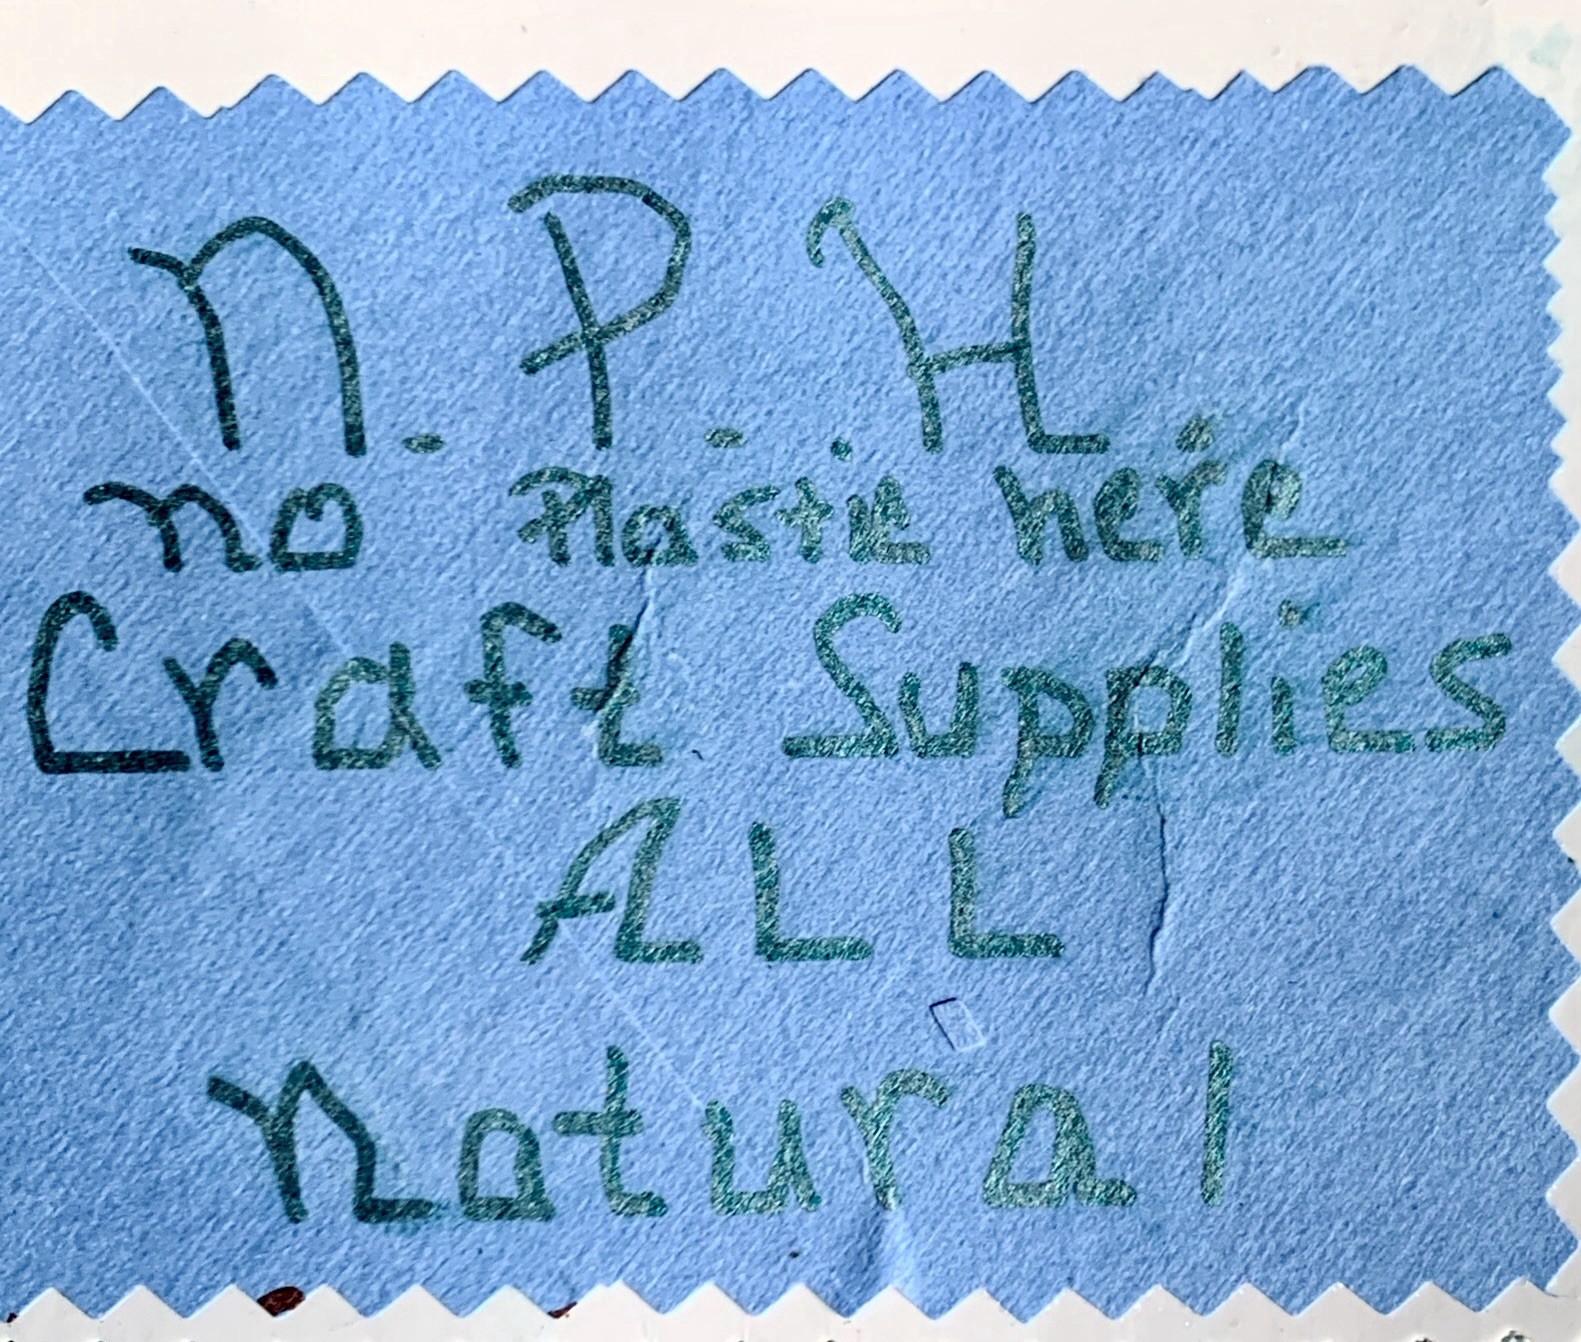 N.P.H.
no Plastic here
Craft Supplies
ALL
Natural